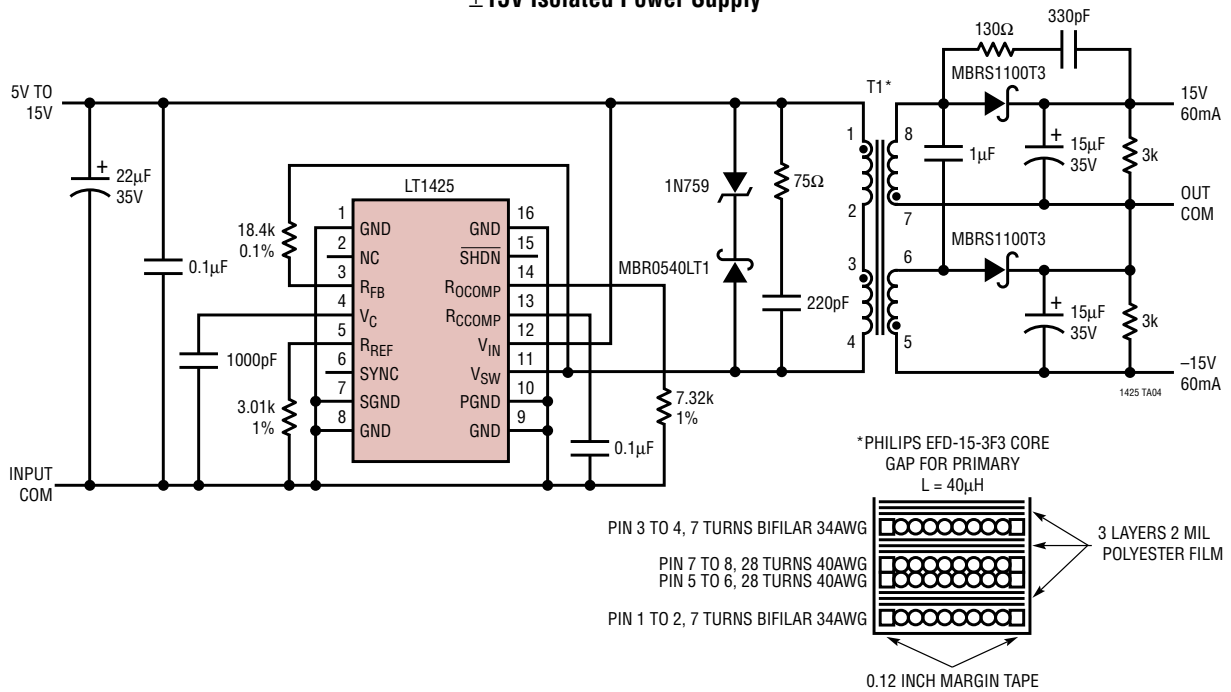 ±15V Isolated Power Supply
5V TO
15V
22µF
35V
+
0.1µF
18.4k
0.1%
LT1425
1
GND
2
NC
3
RFB
4
VC
5
RREF
6
SYNC
7
SGND
8
GND
16
GND
15
SHDN
14
ROCOMP
13
RCCOMP
12
VIN
11
VSW
10
PGND
9
GND
1000pF
3.01k
1%
INPUT
COM
7.32k
1%
0.1µF
1N759
MBR0540LT1
75Ω
220pF
T1*
1
2
3
4
8
7
6
5
130Ω
330pF
MBRS1100T3
1µF
+
15µF
35V
3k
15V
60mA
OUT
COM
MBRS1100T3
+
15µF
35V
3k
–15V
60mA
1425 TA04
*PHILIPS EFD-15-3F3 CORE
GAP FOR PRIMARY
L = 40µH
PIN 3 TO 4, 7 TURNS BIFILAR 34AWG
PIN 7 TO 8, 28 TURNS 40AWG
PIN 5 TO 6, 28 TURNS 40AWG
PIN 1 TO 2, 7 TURNS BIFILAR 34AWG
3 LAYERS 2 MIL
POLYESTER FILM
0.12 INCH MARGIN TAPE